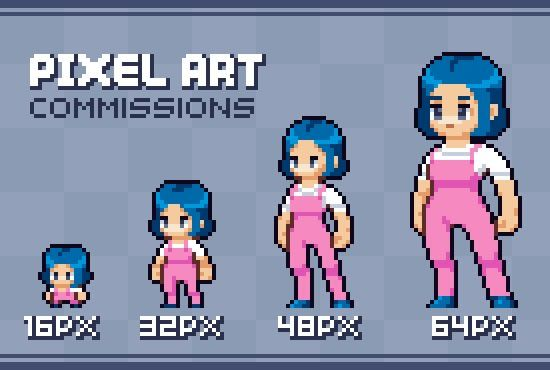 PIXEL ART
COMMISSIONS
16PX 32PX 48PX 64PX